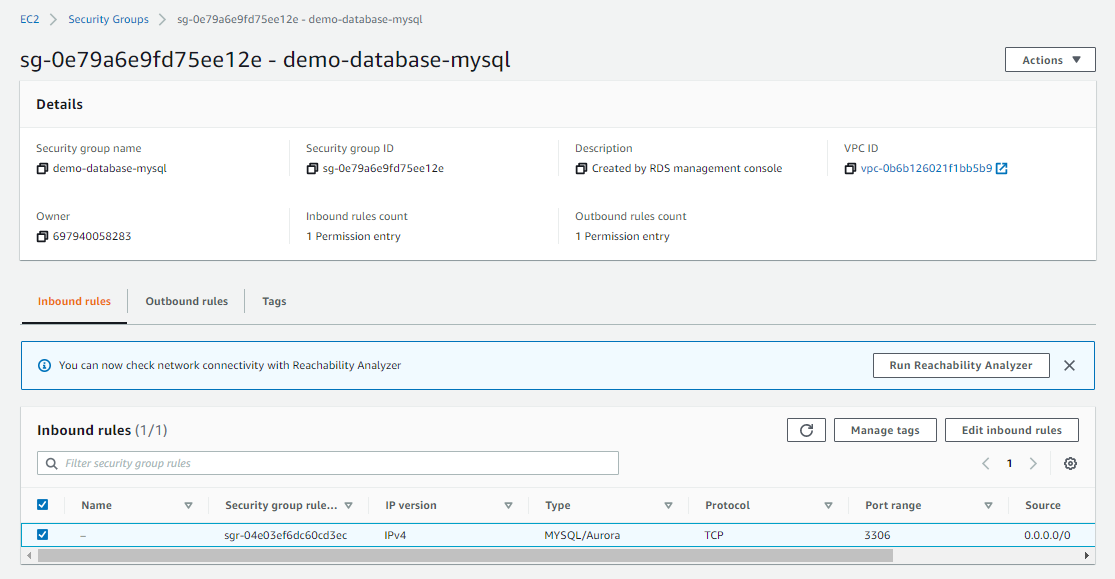 EC2 > Security Groups > sg-0e79a6e9fd75ee12e - demo-database-mysql
sg-0e79a6e9fd75ee12e - demo-database-mysql
Actions
Details
Security group name
demo-database-mysql
Security group ID
sg-0e79a6e9fd75ee12e
Description
Created by RDS management console
VPC ID
vpc-0b6b126021f1bb5b9
Owner
697940058283
Inbound rules count
1 Permission entry
Outbound rules count
1 Permission entry
Inbound rules Outbound rules Tags
You can now check network connectivity with Reachability Analyzer Run Reachability Analyzer
Inbound rules (1/1) Manage tags Edit inbound rules
Filter security group rules 1
Name Security group rule... IP version Type Protocol Port range Source
– sgr-04e03ef6dc60cd3ec IPv4 MYSQL/Aurora TCP 3306 0.0.0.0/0